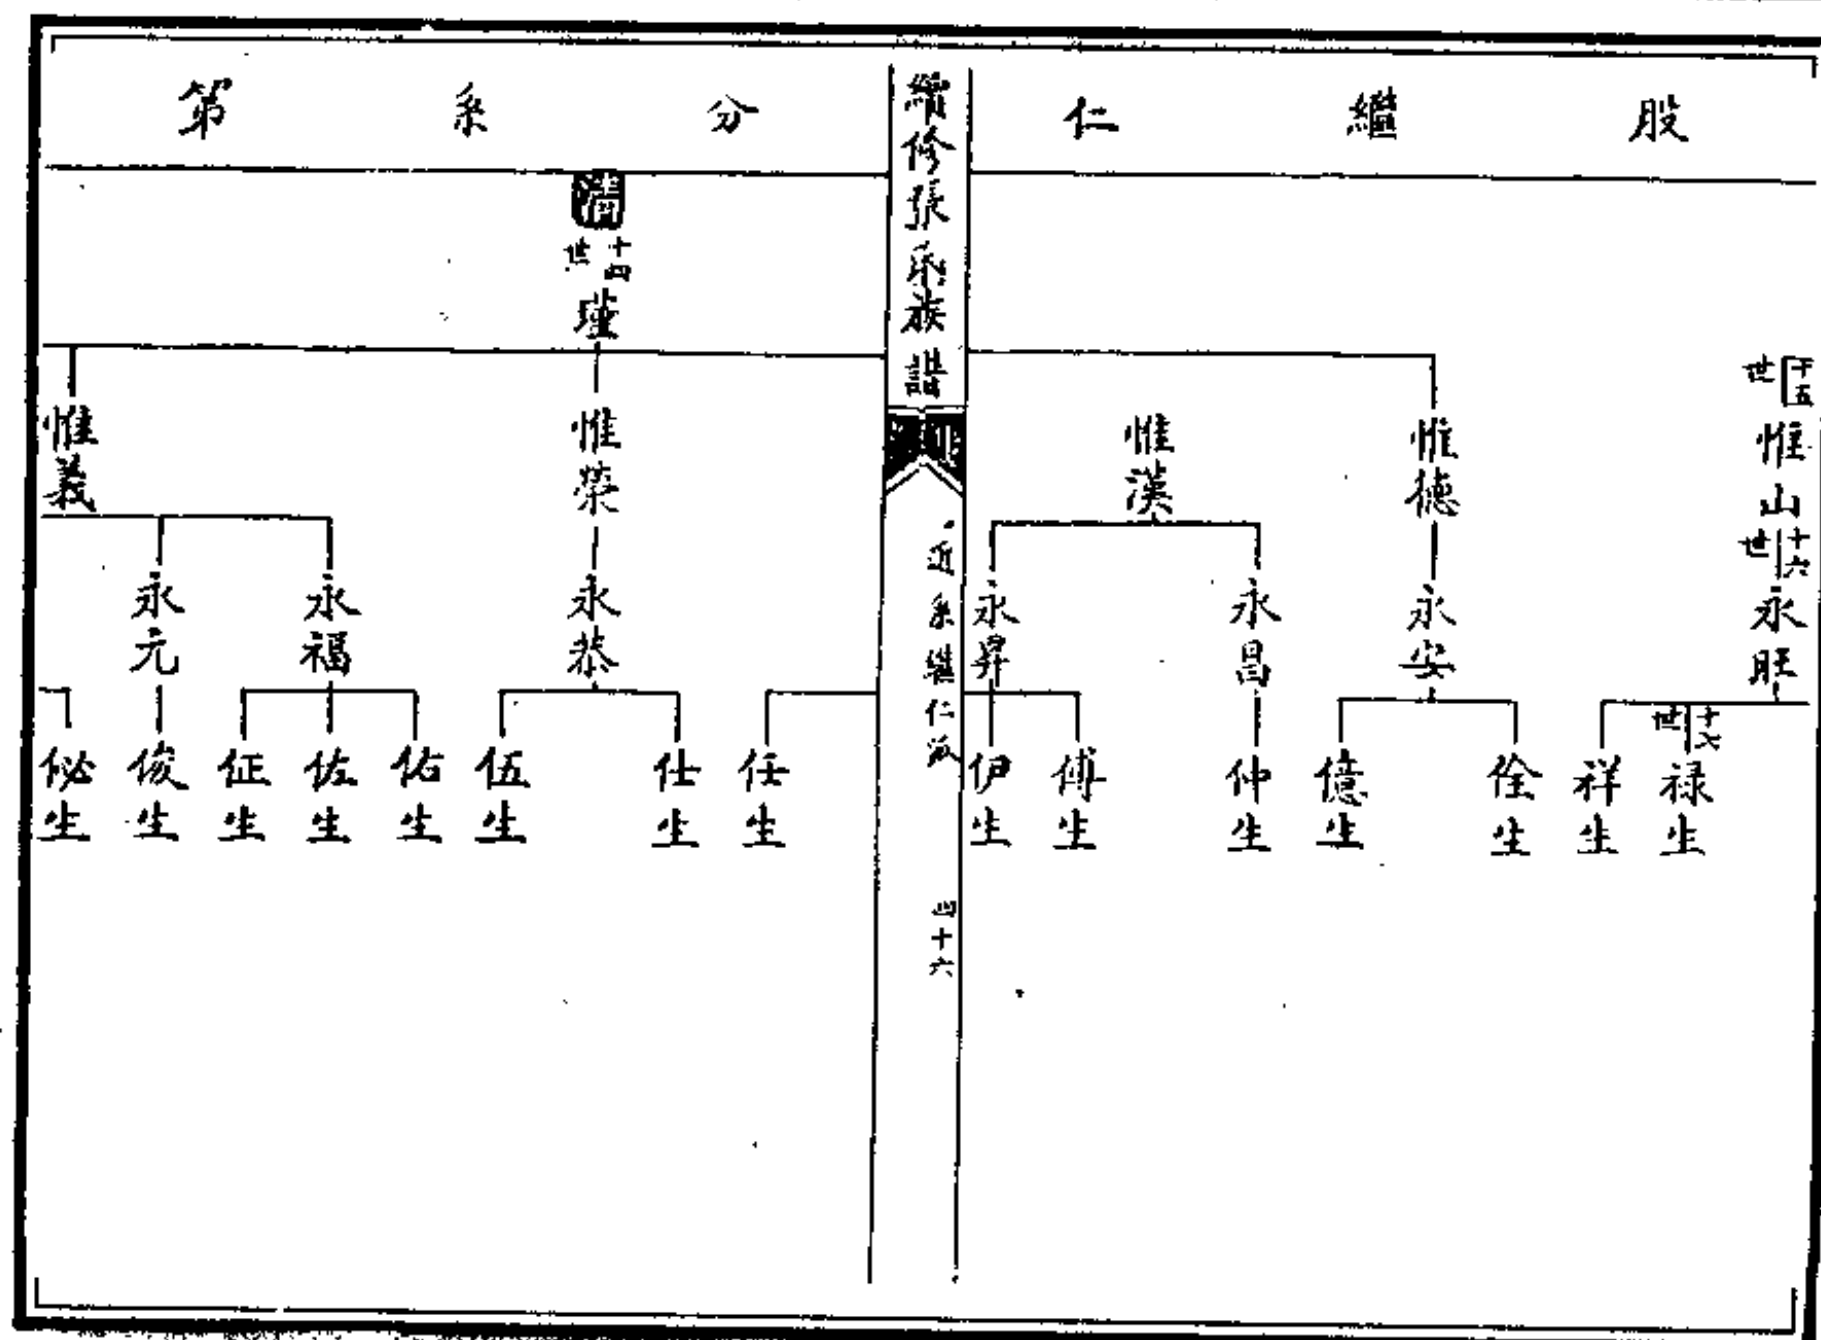 股繼仁
十五世
惟山
十六世
永旺
十七世
祿生
祥生
惟德
永安
佺生
億生
惟漢
永昌
仲生
永昇
傅生
伊生
任生
續修張氏族譜
近系繼仁派
四十六
分系第
清
十四世
瑾
惟榮
永恭
仕生
伍生
惟義
永福
佑生
佐生
征生
永元
俊生
佖生